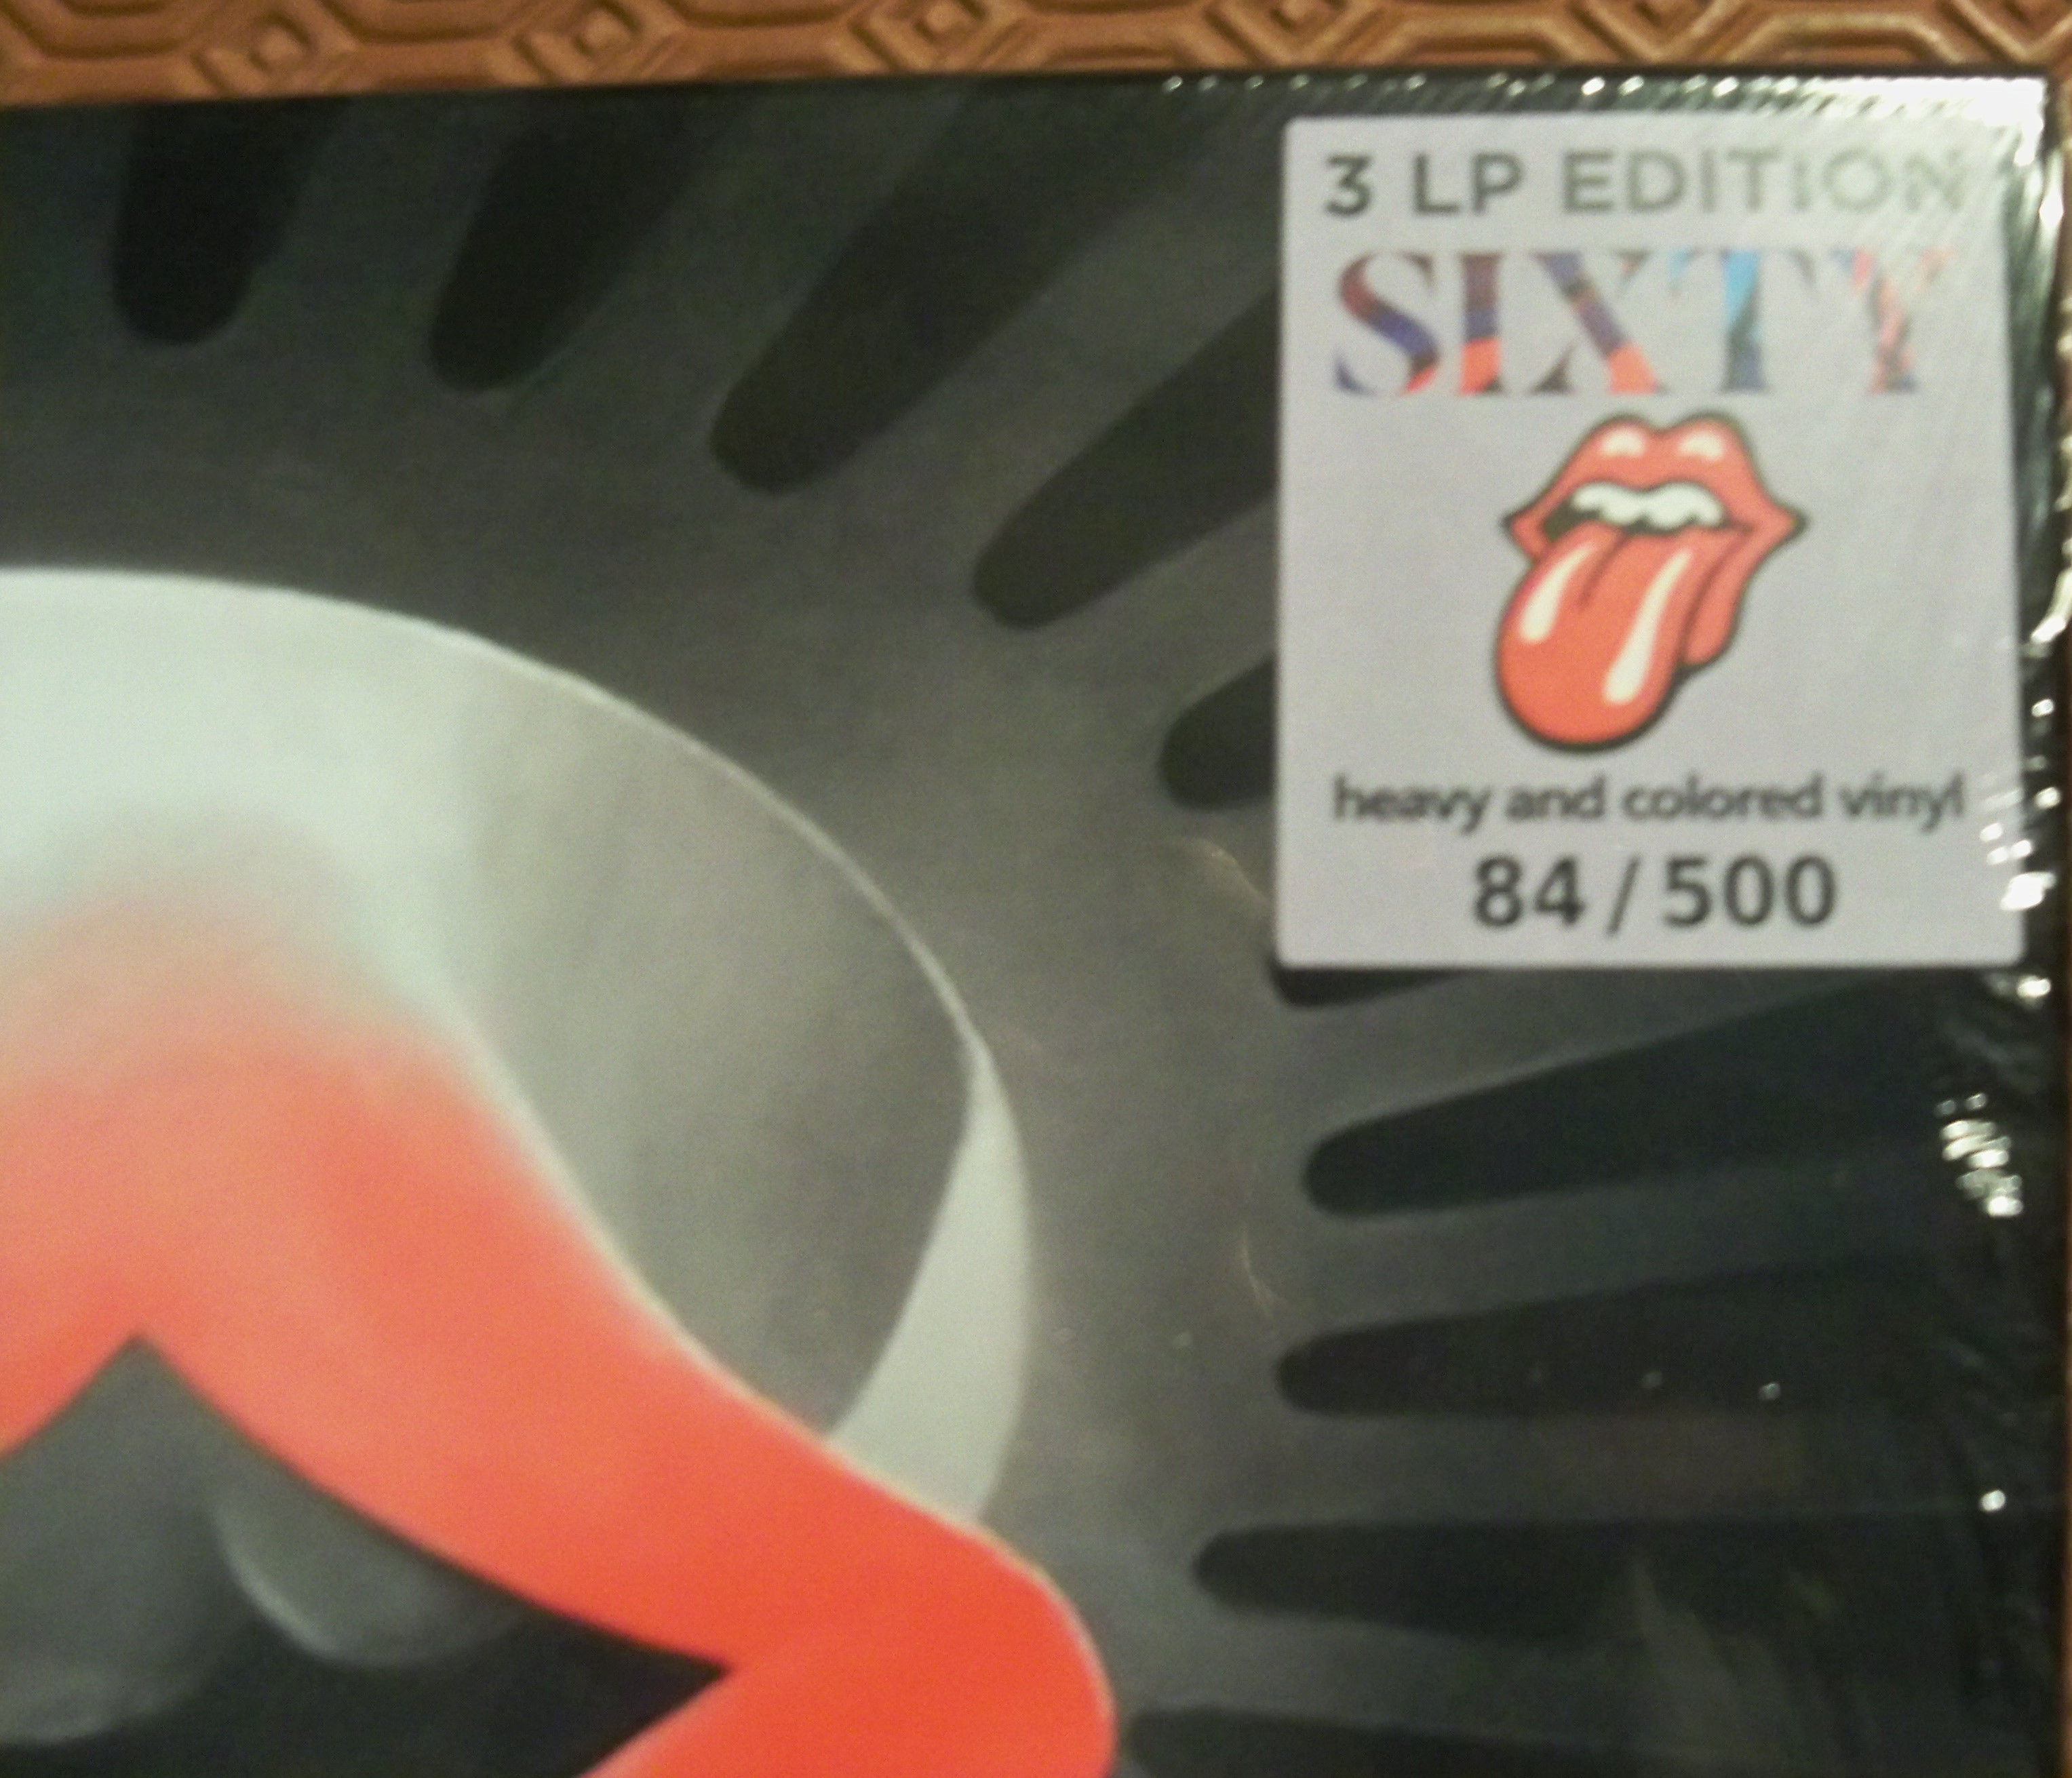 3 LP EDITION
SIXTY
heavy and colored vinyl
84 / 500